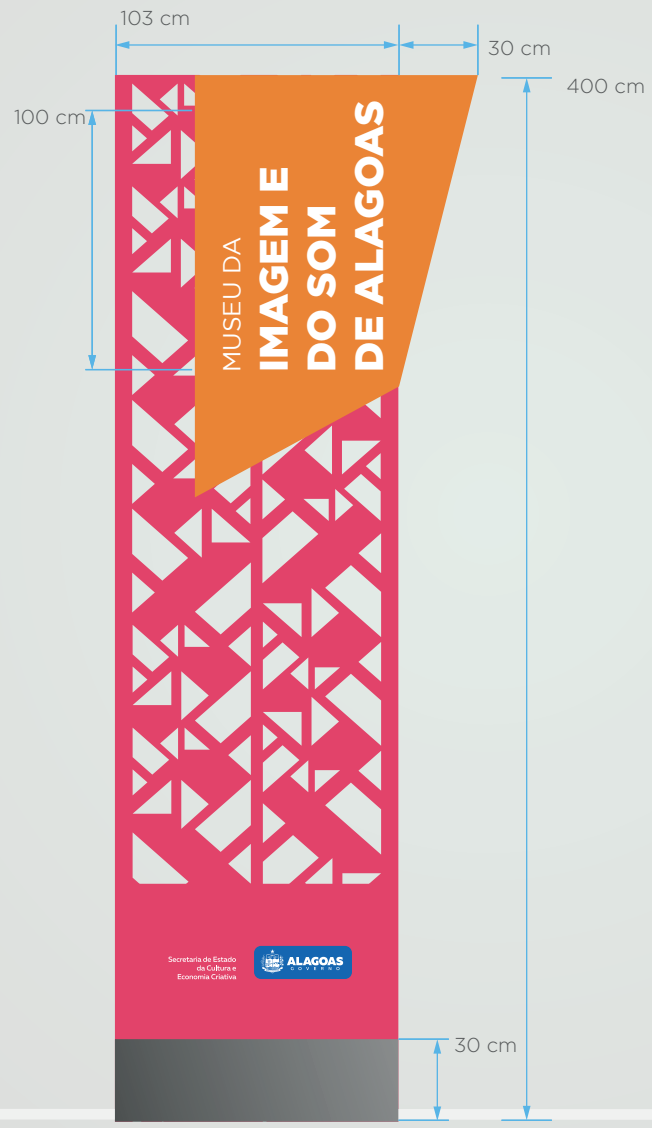 103 cm
30 cm
400 cm
100 cm
MUSEU DA
IMAGEM E
DO SOM
DE ALAGOAS
Secretaria de Estado
da Cultura e
Economia Criativa
ALAGOAS
GOVERNO
30 cm